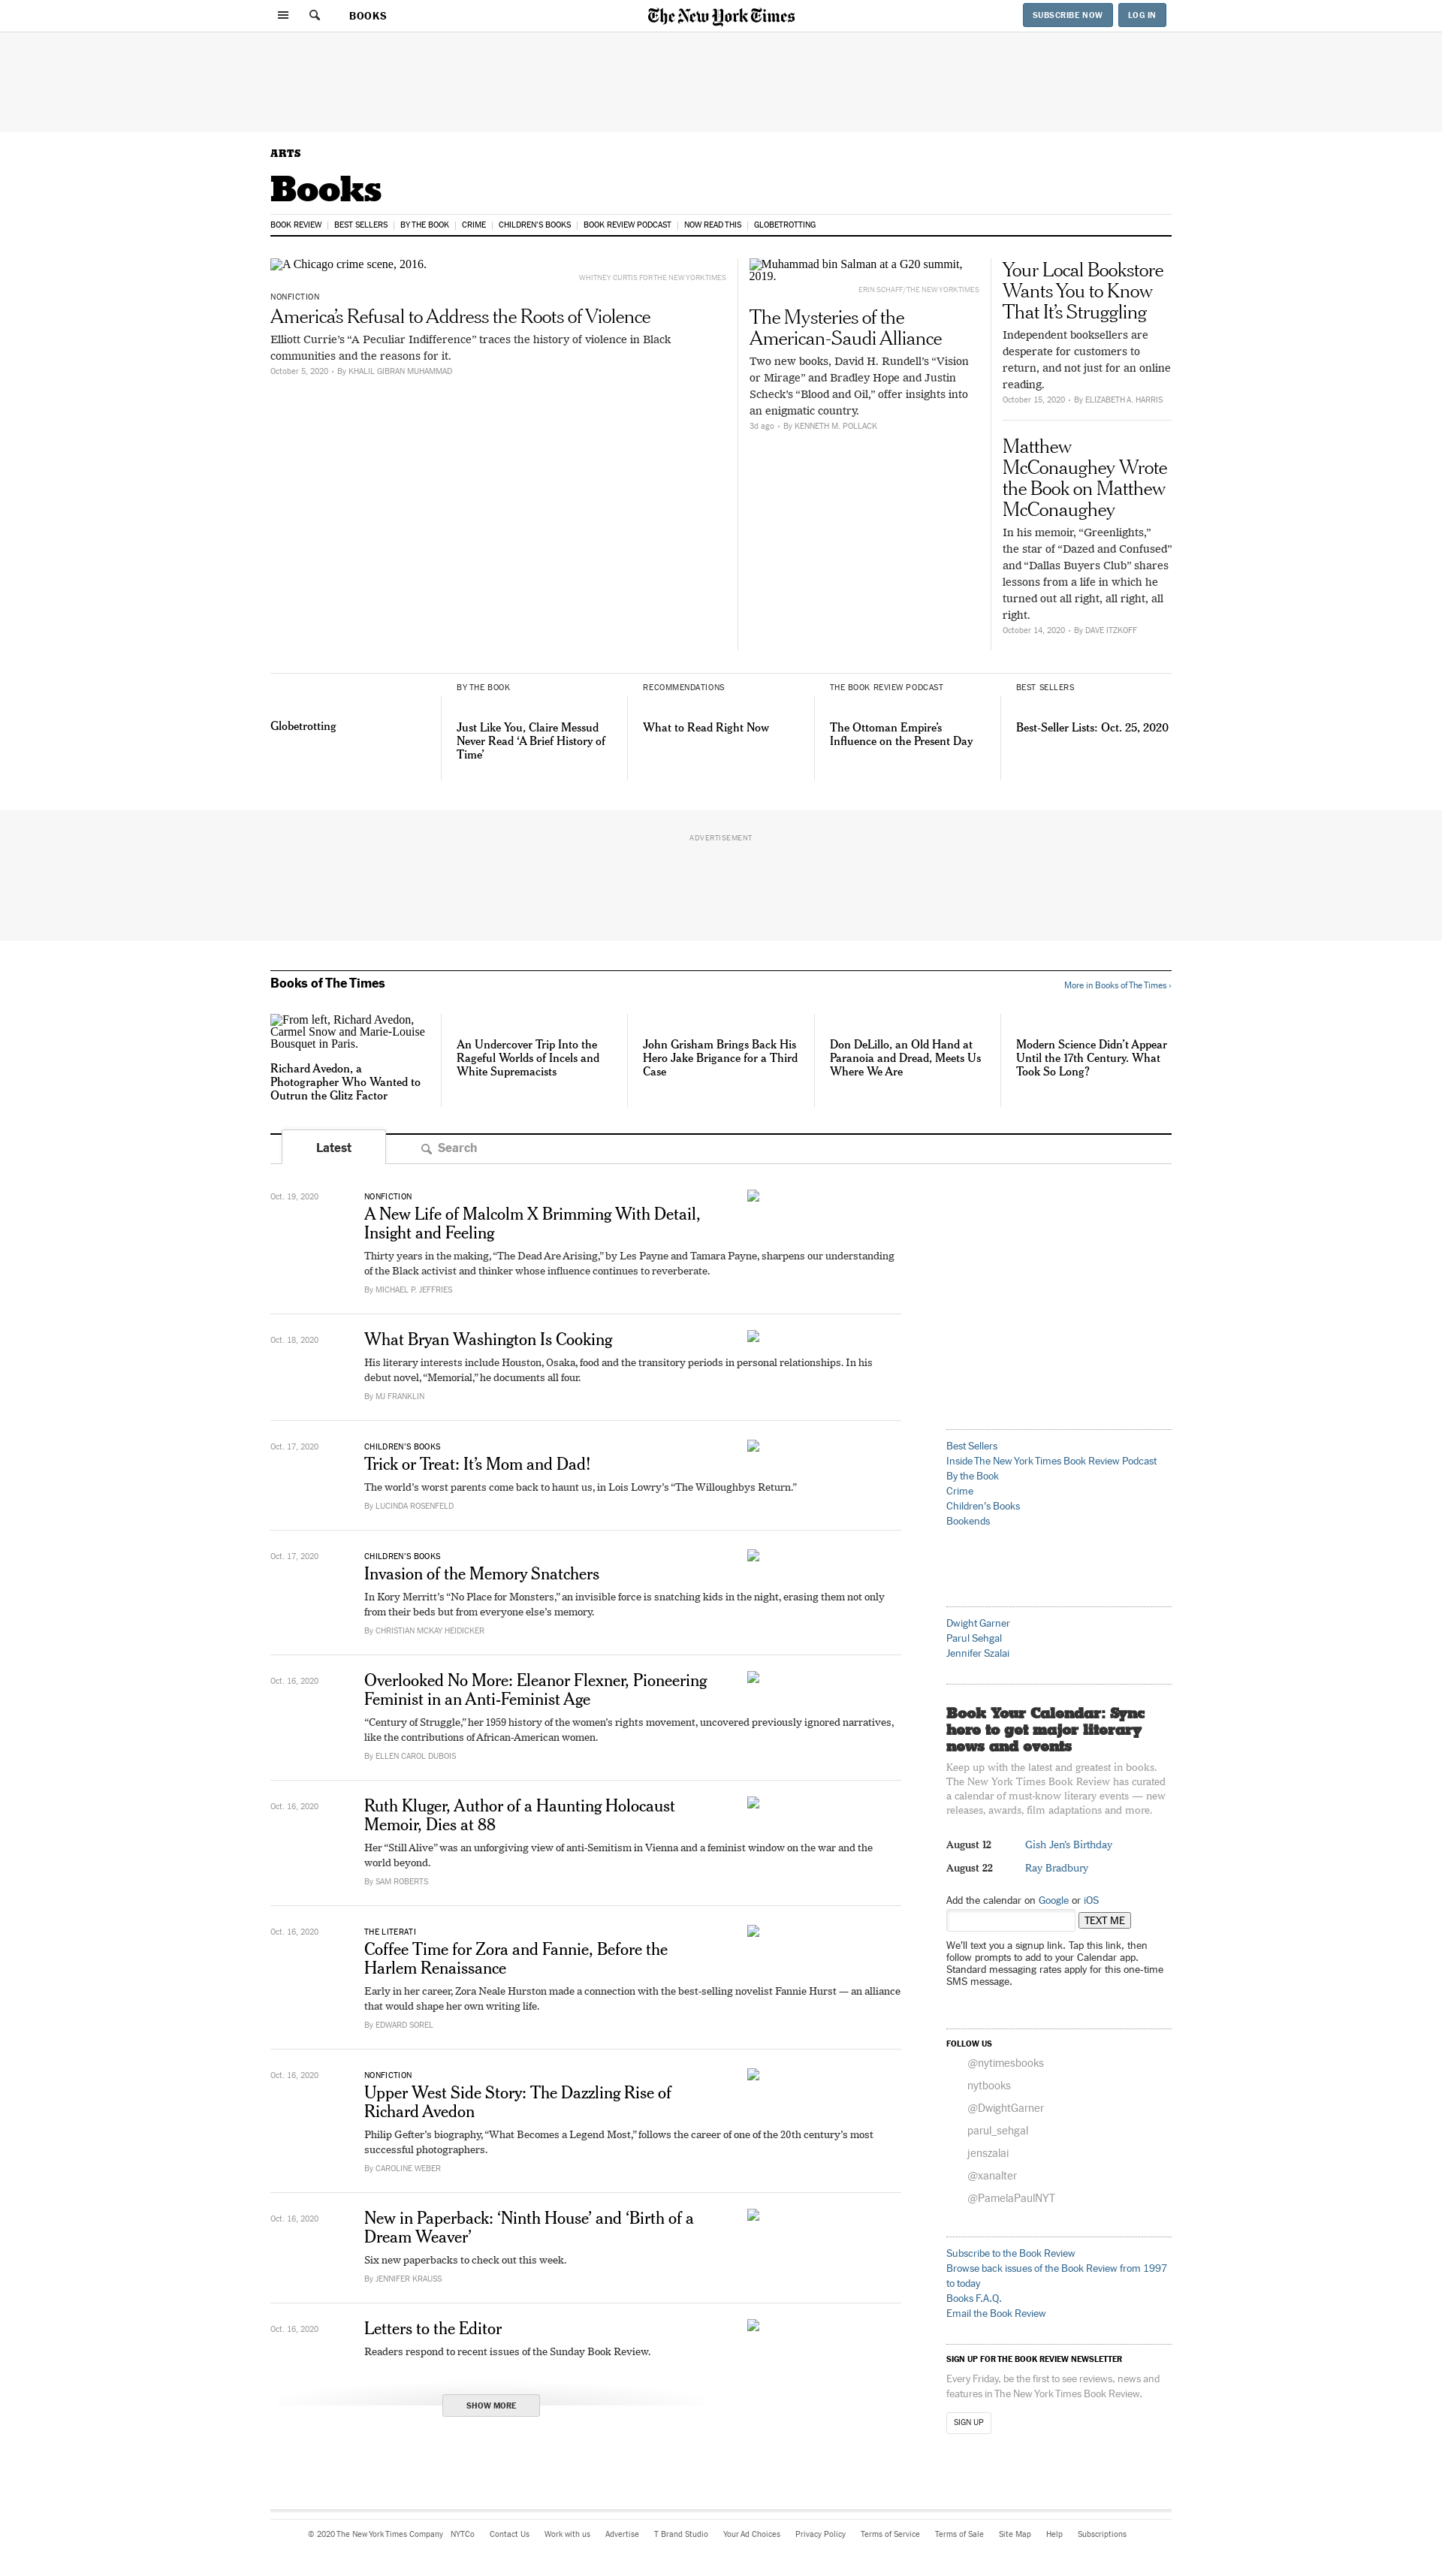 BOOKS
The New York Times
SUBSCRIBE NOW
LOG IN
ARTS
Books
BOOK REVIEW | BEST SELLERS | BY THE BOOK | CRIME | CHILDREN'S BOOKS | BOOK REVIEW PODCAST | NOW READ THIS | GLOBETROTTING
A Chicago crime scene, 2016.
WHITNEY CURTIS FOR THE NEW YORK TIMES
NONFICTION
America’s Refusal to Address the Roots of Violence
Elliott Currie’s “A Peculiar Indifference” traces the history of violence in Black
communities and the reasons for it.
October 5, 2020 • By KHALIL GIBRAN MUHAMMAD
Muhammad bin Salman at a G20 summit,
2019.
ERIN SCHAFF/THE NEW YORK TIMES
The Mysteries of the
American-Saudi Alliance
Two new books, David H. Rundell’s “Vision
or Mirage” and Bradley Hope and Justin
Scheck’s “Blood and Oil,” offer insights into
an enigmatic country.
3d ago • By KENNETH M. POLLACK
Your Local Bookstore
Wants You to Know
That It’s Struggling
Independent booksellers are
desperate for customers to
return, and not just for an online
reading.
October 15, 2020 • By ELIZABETH A. HARRIS
Matthew
McConaughey Wrote
the Book on Matthew
McConaughey
In his memoir, “Greenlights,”
the star of “Dazed and Confused”
and “Dallas Buyers Club” shares
lessons from a life in which he
turned out all right, all right, all
right.
October 14, 2020 • By DAVE ITZKOFF
Globetrotting
BY THE BOOK
Just Like You, Claire Messud
Never Read ‘A Brief History of
Time’
RECOMMENDATIONS
What to Read Right Now
THE BOOK REVIEW PODCAST
The Ottoman Empire’s
Influence on the Present Day
BEST SELLERS
Best-Seller Lists: Oct. 25, 2020
ADVERTISEMENT
Books of The Times
More in Books of The Times ›
From left, Richard Avedon,
Carmel Snow and Marie-Louise
Bousquet in Paris.
Richard Avedon, a
Photographer Who Wanted to
Outrun the Glitz Factor
An Undercover Trip Into the
Rageful Worlds of Incels and
White Supremacists
John Grisham Brings Back His
Hero Jake Brigance for a Third
Case
Don DeLillo, an Old Hand at
Paranoia and Dread, Meets Us
Where We Are
Modern Science Didn’t Appear
Until the 17th Century. What
Took So Long?
Latest
Search
Oct. 19, 2020
NONFICTION
A New Life of Malcolm X Brimming With Detail,
Insight and Feeling
Thirty years in the making, “The Dead Are Arising,” by Les Payne and Tamara Payne, sharpens our understanding
of the Black activist and thinker whose influence continues to reverberate.
By MICHAEL P. JEFFRIES
Oct. 18, 2020
What Bryan Washington Is Cooking
His literary interests include Houston, Osaka, food and the transitory periods in personal relationships. In his
debut novel, “Memorial,” he documents all four.
By MJ FRANKLIN
Oct. 17, 2020
CHILDREN’S BOOKS
Trick or Treat: It’s Mom and Dad!
The world’s worst parents come back to haunt us, in Lois Lowry’s “The Willoughbys Return.”
By LUCINDA ROSENFELD
Oct. 17, 2020
CHILDREN’S BOOKS
Invasion of the Memory Snatchers
In Kory Merritt’s “No Place for Monsters,” an invisible force is snatching kids in the night, erasing them not only
from their beds but from everyone else’s memory.
By CHRISTIAN MCKAY HEIDICKER
Oct. 16, 2020
Overlooked No More: Eleanor Flexner, Pioneering
Feminist in an Anti-Feminist Age
“Century of Struggle,” her 1959 history of the women’s rights movement, uncovered previously ignored narratives,
like the contributions of African-American women.
By ELLEN CAROL DUBOIS
Oct. 16, 2020
Ruth Kluger, Author of a Haunting Holocaust
Memoir, Dies at 88
Her “Still Alive” was an unforgiving view of anti-Semitism in Vienna and a feminist window on the war and the
world beyond.
By SAM ROBERTS
Oct. 16, 2020
THE LITERATI
Coffee Time for Zora and Fannie, Before the
Harlem Renaissance
Early in her career, Zora Neale Hurston made a connection with the best-selling novelist Fannie Hurst — an alliance
that would shape her own writing life.
By EDWARD SOREL
Oct. 16, 2020
NONFICTION
Upper West Side Story: The Dazzling Rise of
Richard Avedon
Philip Gefter’s biography, “What Becomes a Legend Most,” follows the career of one of the 20th century’s most
successful photographers.
By CAROLINE WEBER
Oct. 16, 2020
New in Paperback: ‘Ninth House’ and ‘Birth of a
Dream Weaver’
Six new paperbacks to check out this week.
By JENNIFER KRAUSS
Oct. 16, 2020
Letters to the Editor
Readers respond to recent issues of the Sunday Book Review.
SHOW MORE
Best Sellers
Inside The New York Times Book Review Podcast
By the Book
Crime
Children's Books
Bookends
Dwight Garner
Parul Sehgal
Jennifer Szalai
Book Your Calendar: Sync
here to get major literary
news and events
Keep up with the latest and greatest in books.
The New York Times Book Review has curated
a calendar of must-know literary events — new
releases, awards, film adaptations and more.
August 12 Gish Jen's Birthday
August 22 Ray Bradbury
Add the calendar on Google or iOS
TEXT ME
We’ll text you a signup link. Tap this link, then
follow prompts to add to your Calendar app.
Standard messaging rates apply for this one-time
SMS message.
FOLLOW US
@nytimesbooks
nytbooks
@DwightGarner
parul_sehgal
jenszalai
@xanalter
@PamelaPaulNYT
Subscribe to the Book Review
Browse back issues of the Book Review from 1997
to today
Books F.A.Q.
Email the Book Review
SIGN UP FOR THE BOOK REVIEW NEWSLETTER
Every Friday, be the first to see reviews, news and
features in The New York Times Book Review.
SIGN UP
© 2020 The New York Times Company NYTCo Contact Us Work with us Advertise T Brand Studio Your Ad Choices Privacy Policy Terms of Service Terms of Sale Site Map Help Subscriptions